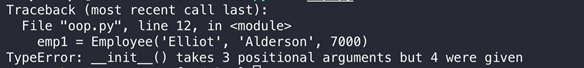 Traceback (most recent call last):
  File "oop.py", line 12, in <module>
    emp1 = Employee('Elliot', 'Alderson', 7000)
TypeError: __init__() takes 3 positional arguments but 4 were given